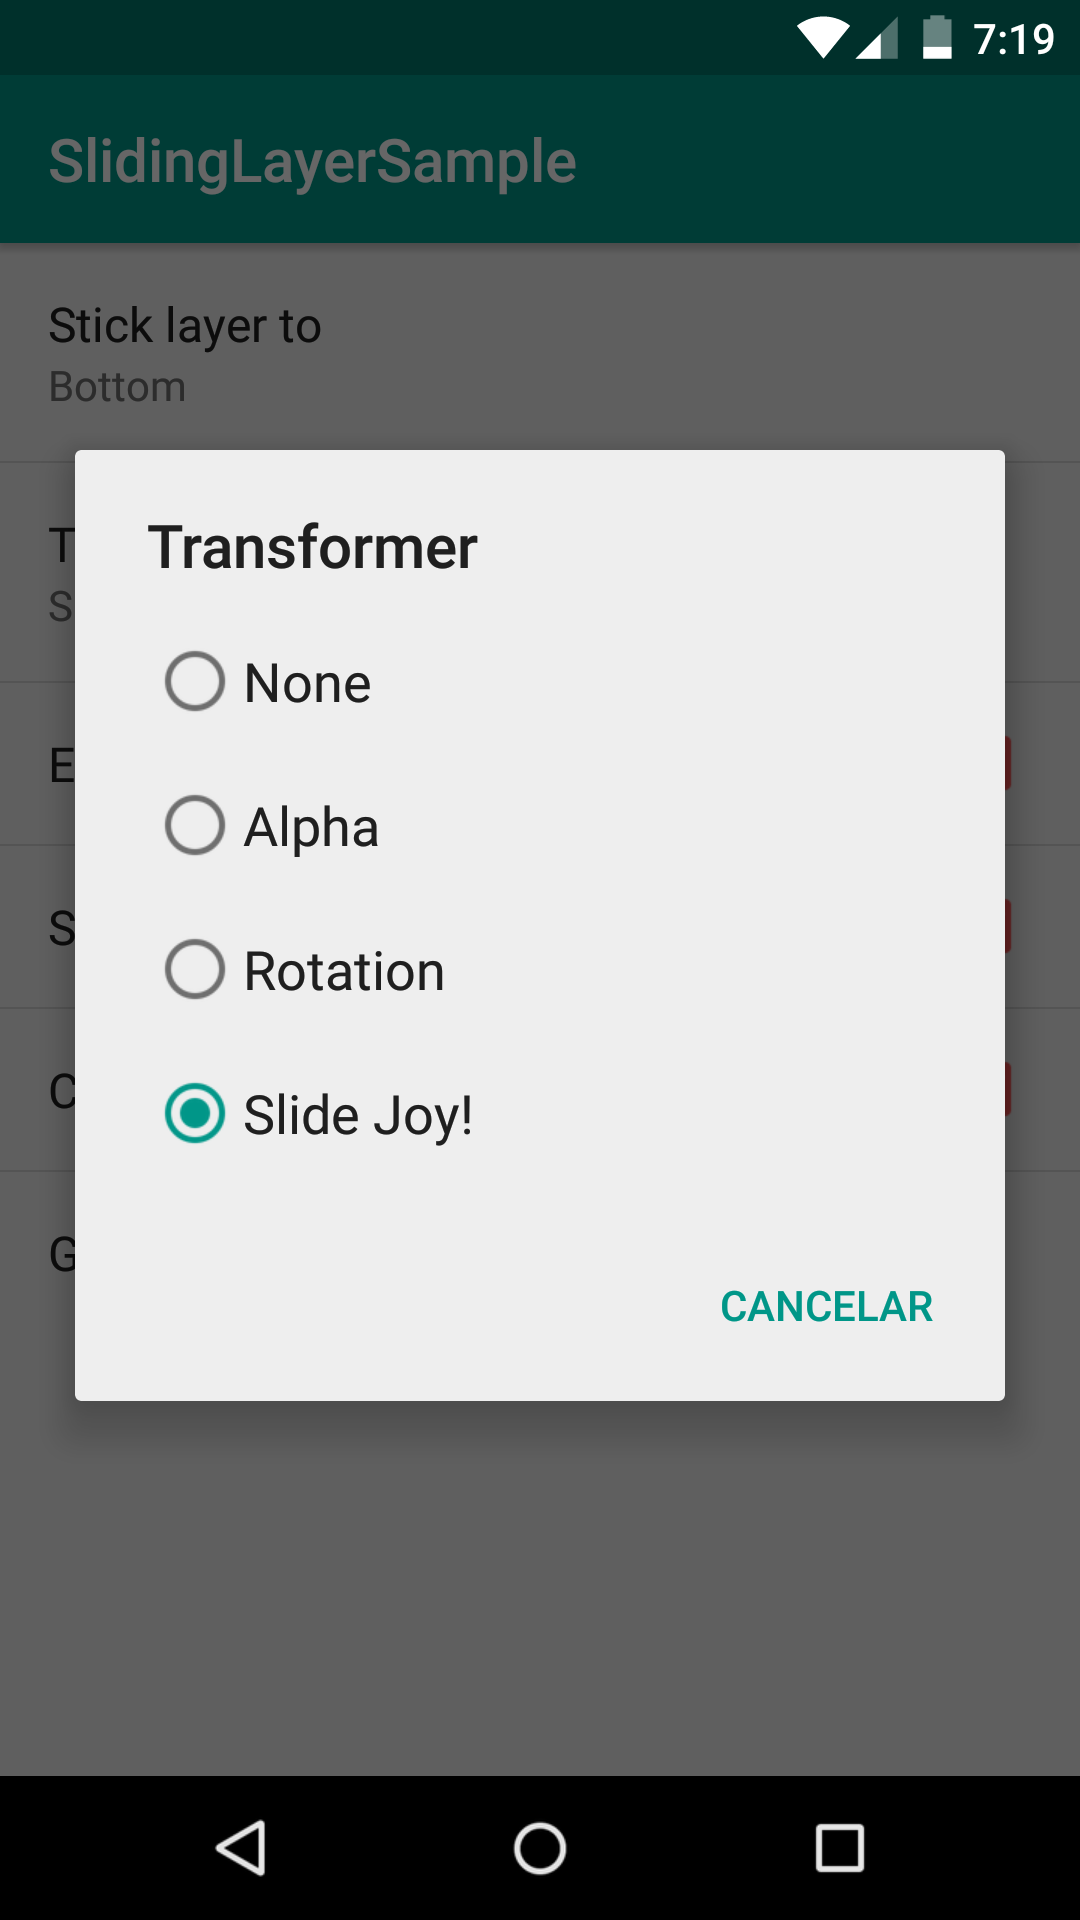 7:19
SlidingLayerSample
Stick layer to
Bottom
Transformer
None
Alpha
Rotation
Slide Joy!
CANCELAR